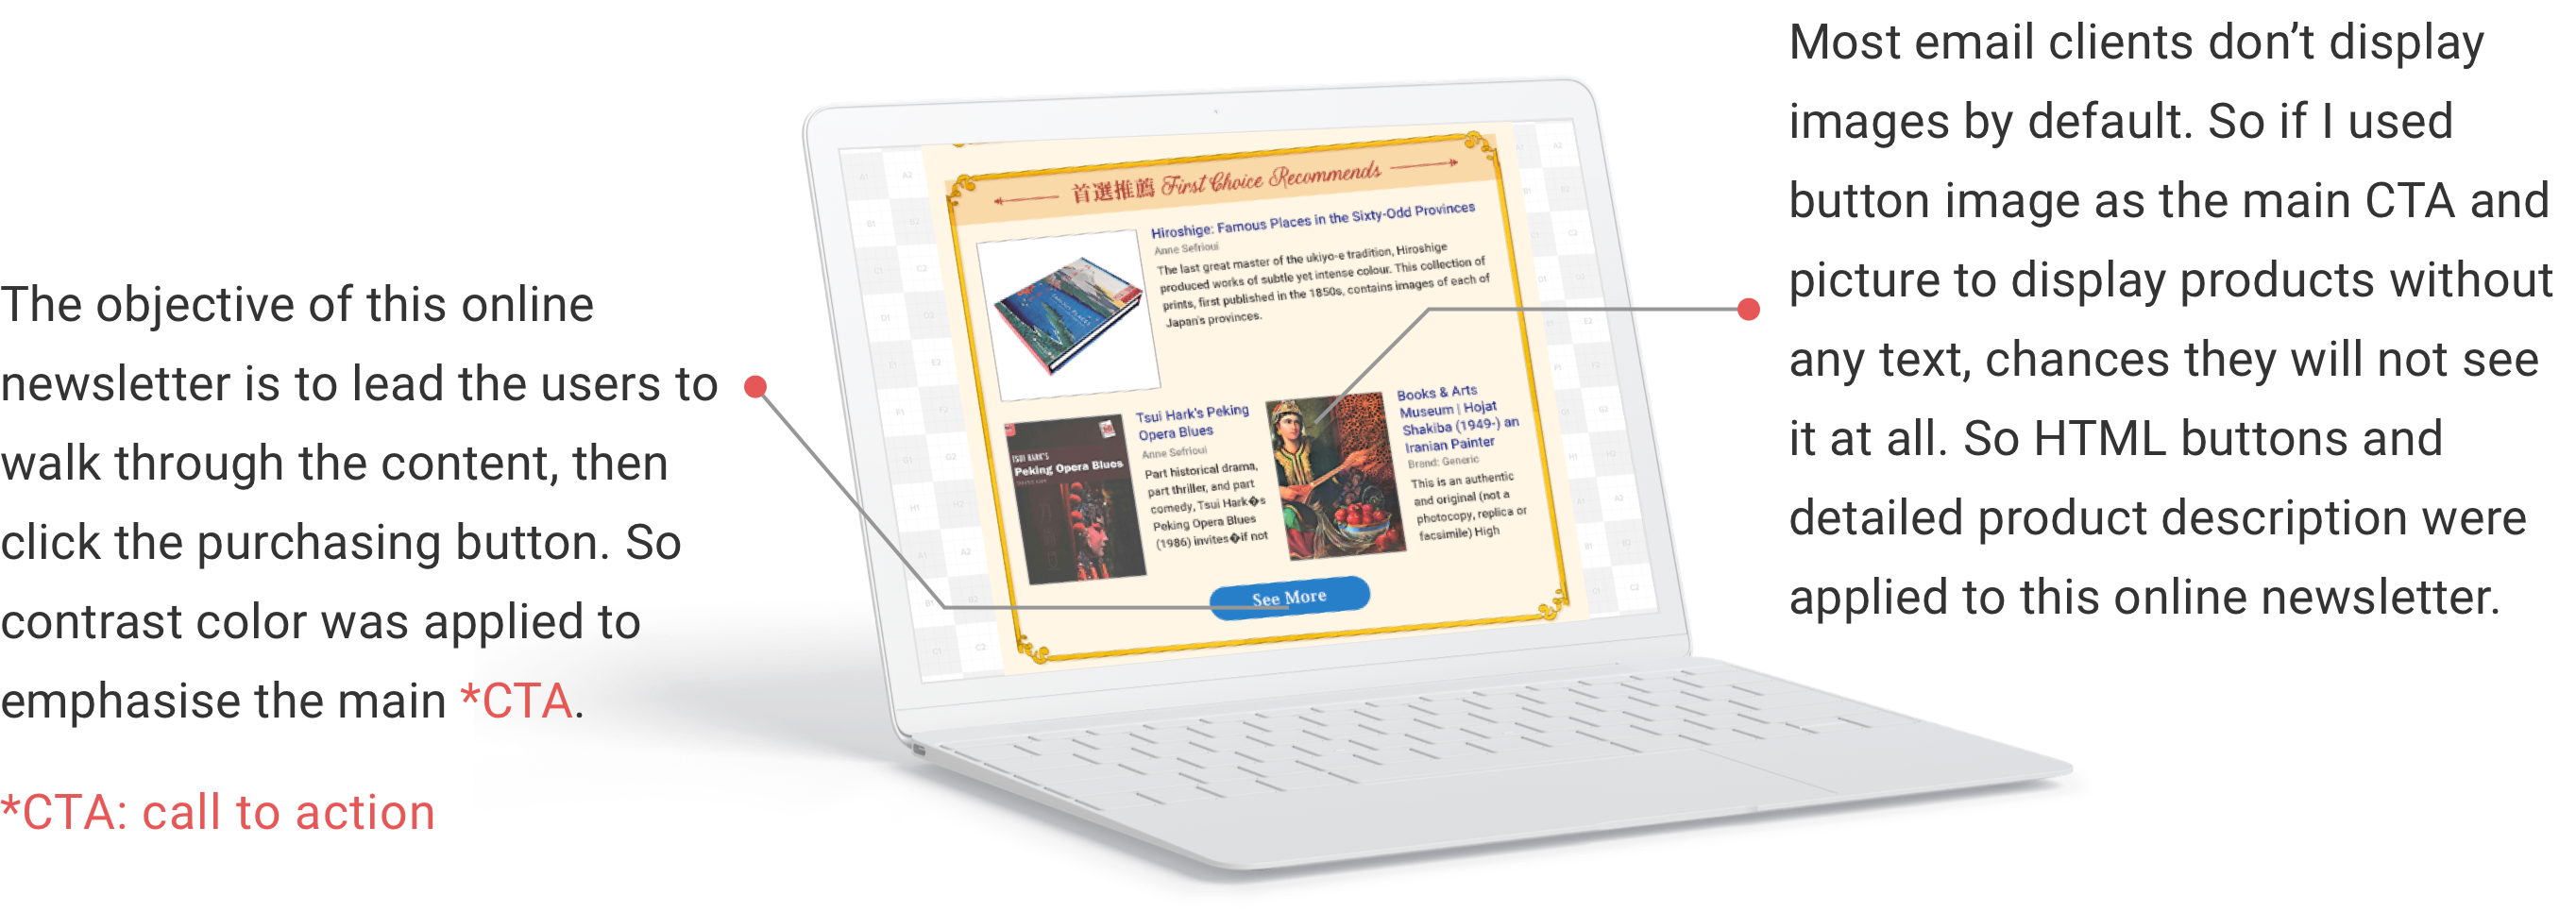 The objective of this online
newsletter is to lead the users to
walk through the content, then
click the purchasing button. So
contrast color was applied to
emphasise the main *CTA.
*CTA: call to action
首選推薦 First Choice Recommends
Hiroshige: Famous Places in the Sixty-Odd Provinces
Anne Sefrioui
The last great master of the ukiyo-e tradition, Hiroshige
produced works of subtle yet intense colour. This collection of
prints, first published in the 1850s, contains images of each of
Japan's provinces.
TSUI HARK'S
Peking Opera Blues
Tsui Hark's Peking
Opera Blues
Anne Sefrioui
Part historical drama,
part thriller, and part
comedy, Tsui Hark�s
Peking Opera Blues
(1986) invites�if not
Books & Arts
Museum | Hojat
Shakiba (1949-) an
Iranian Painter
Brand: Generic
This is an authentic
and original (not a
photocopy, replica or
facsimile) High
See More
Most email clients don’t display
images by default. So if I used
button image as the main CTA and
picture to display products without
any text, chances they will not see
it at all. So HTML buttons and
detailed product description were
applied to this online newsletter.